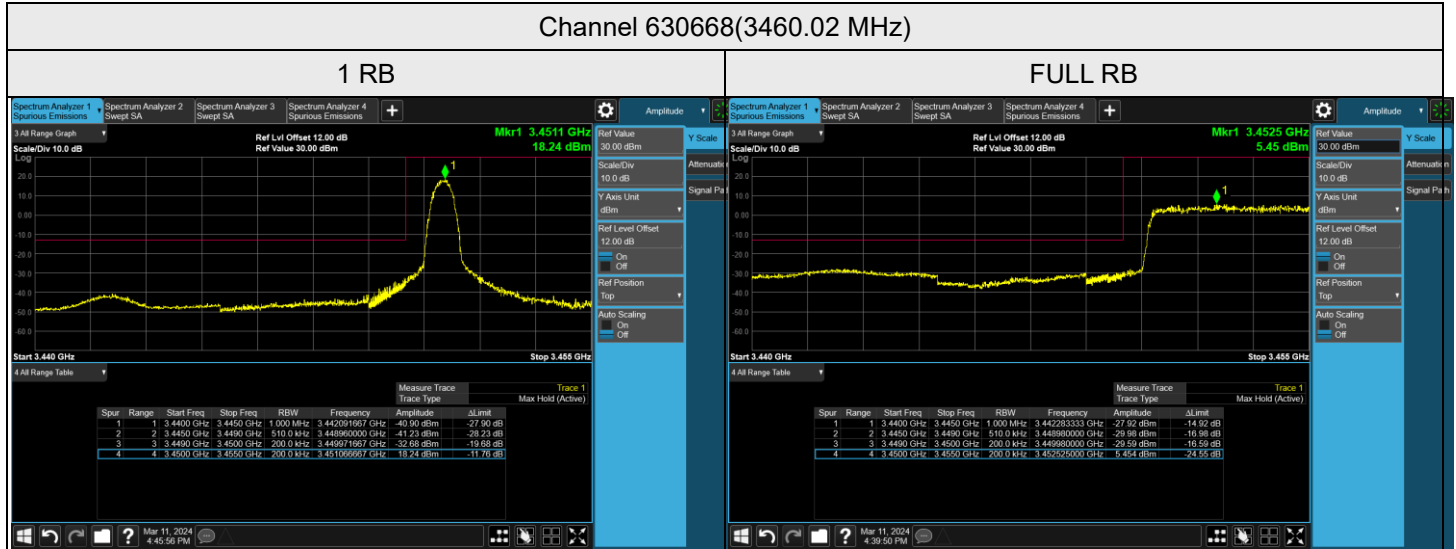 Channel 630668(3460.02 MHz)
1 RB
FULL RB
Spectrum Analyzer 1
Spurious Emissions
Spectrum Analyzer 2
Swept SA
Spectrum Analyzer 3
Swept SA
Spectrum Analyzer 4
Spurious Emissions
Amplitude
3 All Range Graph
Scale/Div 10.0 dB
Ref Lvl Offset 12.00 dB
Ref Value 30.00 dBm
Mkr1 3.4511 GHz
18.24 dBm
Log
20.0
10.0
0.00
-10.0
-20.0
-30.0
-40.0
-50.0
-60.0
1
Start 3.440 GHz
Stop 3.455 GHz
Ref Value
30.00 dBm
Scale/Div
10.0 dB
Y Axis Unit
dBm
Ref Level Offset
12.00 dB
On
Off
Ref Position
Top
Auto Scaling
On
Off
Y Scale
Attenuation
Signal Pa
4 All Range Table
Measure Trace Trace 1
Trace Type Max Hold (Active)
Spur Range Start Freq Stop Freq RBW Frequency Amplitude ΔLimit
1 1 3.4400 GHz 3.4450 GHz 1.000 MHz 3.442091667 GHz -40.90 dBm -27.90 dB
2 2 3.4450 GHz 3.4490 GHz 510.0 kHz 3.448960000 GHz -41.23 dBm -28.23 dB
3 3 3.4490 GHz 3.4500 GHz 200.0 kHz 3.449971667 GHz -32.68 dBm -19.68 dB
4 4 3.4500 GHz 3.4550 GHz 200.0 kHz 3.451066667 GHz 18.24 dBm -11.76 dB
?
Mar 11, 2024
4:45:56 PM
Spectrum Analyzer 1
Spurious Emissions
Spectrum Analyzer 2
Swept SA
Spectrum Analyzer 3
Swept SA
Spectrum Analyzer 4
Spurious Emissions
Amplitude
3 All Range Graph
Scale/Div 10.0 dB
Ref Lvl Offset 12.00 dB
Ref Value 30.00 dBm
Mkr1 3.4525 GHz
5.45 dBm
Log
20.0
10.0
0.00
-10.0
-20.0
-30.0
-40.0
-50.0
-60.0
1
Start 3.440 GHz
Stop 3.455 GHz
Ref Value
30.00 dBm
Scale/Div
10.0 dB
Y Axis Unit
dBm
Ref Level Offset
12.00 dB
On
Off
Ref Position
Top
Auto Scaling
On
Off
Y Scale
Attenuation
Signal Path
4 All Range Table
Measure Trace Trace 1
Trace Type Max Hold (Active)
Spur Range Start Freq Stop Freq RBW Frequency Amplitude ΔLimit
1 1 3.4400 GHz 3.4450 GHz 1.000 MHz 3.442283333 GHz -27.92 dBm -14.92 dB
2 2 3.4450 GHz 3.4490 GHz 510.0 kHz 3.448980000 GHz -29.98 dBm -16.98 dB
3 3 3.4490 GHz 3.4500 GHz 200.0 kHz 3.449980000 GHz -29.59 dBm -16.59 dB
4 4 3.4500 GHz 3.4550 GHz 200.0 kHz 3.452525000 GHz 5.454 dBm -24.55 dB
?
Mar 11, 2024
4:39:50 PM